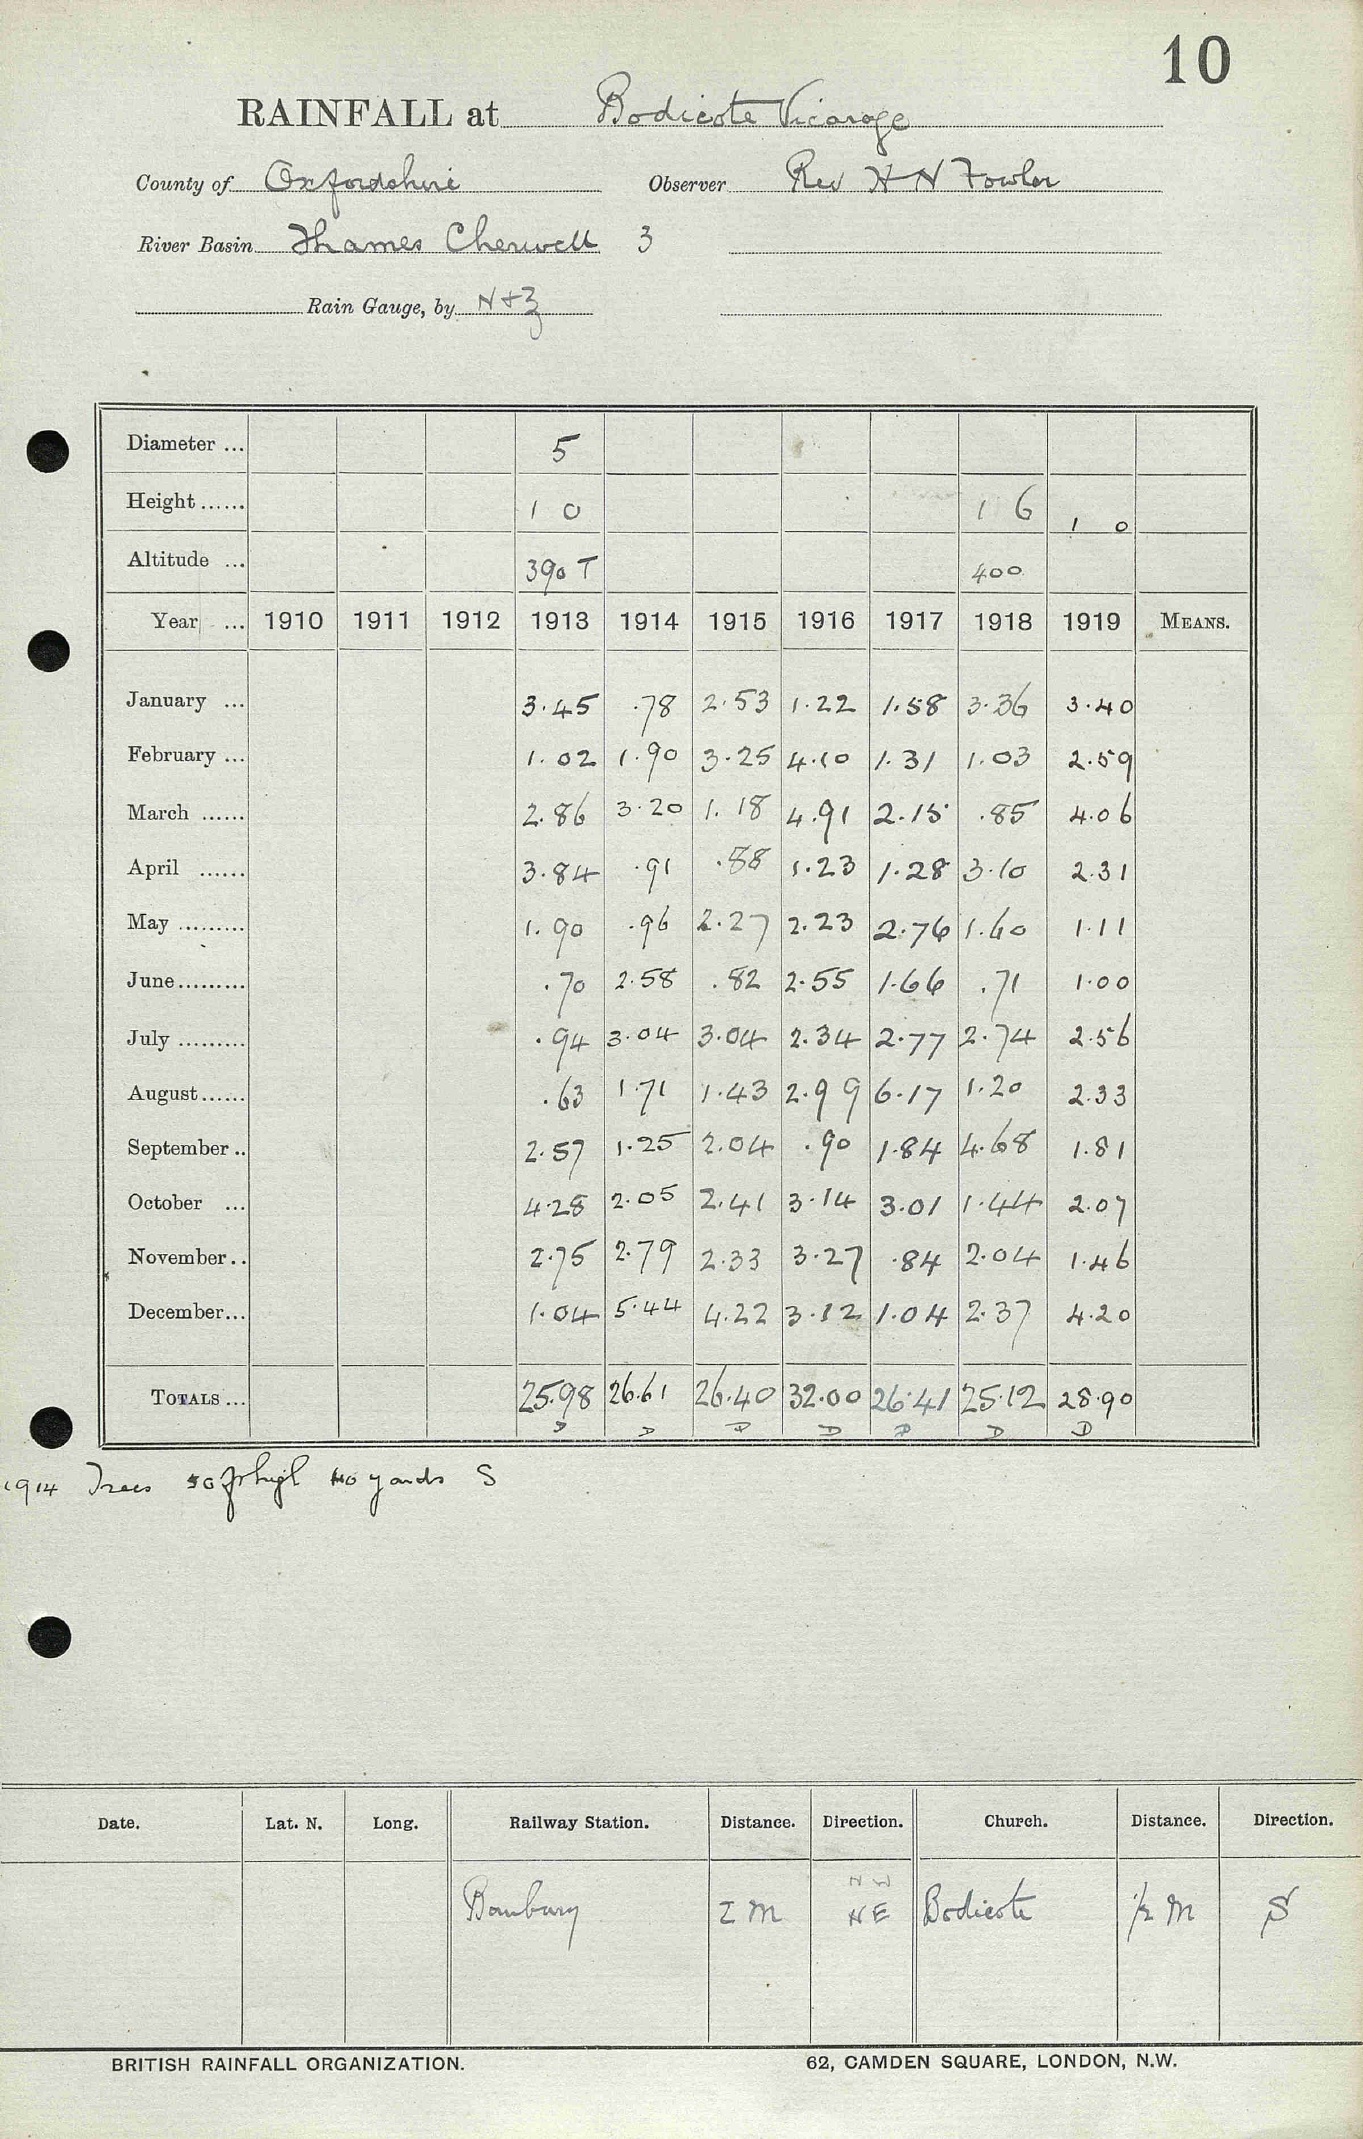 10
RAINFALL at Bodicote Vicarage
County of Oxfordshire Observer Rev H N Fowler
River Basin Thames Cherwell 3
Rain Gauge, by N+Z
Diameter ... 5
Height ...... 1 0 1 6 1 0
Altitude ... 390 T 400
Year ... 1910 1911 1912 1913 1914 1915 1916 1917 1918 1919 MEANS.
January ... 3.45 .78 2.53 1.22 1.58 3.36 3.40
February ... 1.02 1.90 3.25 4.10 1.31 1.03 2.59
March ...... 2.86 3.20 1.18 4.91 2.15 .85 4.06
April ...... 3.84 .91 .88 1.23 1.28 3.10 2.31
May ......... 1.90 .96 2.27 2.23 2.76 1.60 1.11
June ......... .70 2.58 .82 2.55 1.66 .71 1.00
July ......... .94 3.04 3.04 2.34 2.77 2.74 2.56
August ...... .63 1.71 1.43 2.99 6.17 1.20 2.33
September .. 2.57 1.25 2.04 .90 1.84 4.68 1.81
October ... 4.28 2.05 2.41 3.14 3.01 1.44 2.07
November .. 2.75 2.79 2.33 3.27 .84 2.04 1.46
December ... 1.04 5.44 4.22 3.12 1.04 2.37 4.20
TOTALS ... 25.98 26.61 26.40 32.00 26.41 25.12 28.90
D D D D D D D
1914 Trees 50 ft high 40 yards S
Date. Lat. N. Long. Railway Station. Distance. Direction. Church. Distance. Direction.
NW
Banbury 2 M NE Bodicote 1/2 M S
BRITISH RAINFALL ORGANIZATION. 62, CAMDEN SQUARE, LONDON, N.W.